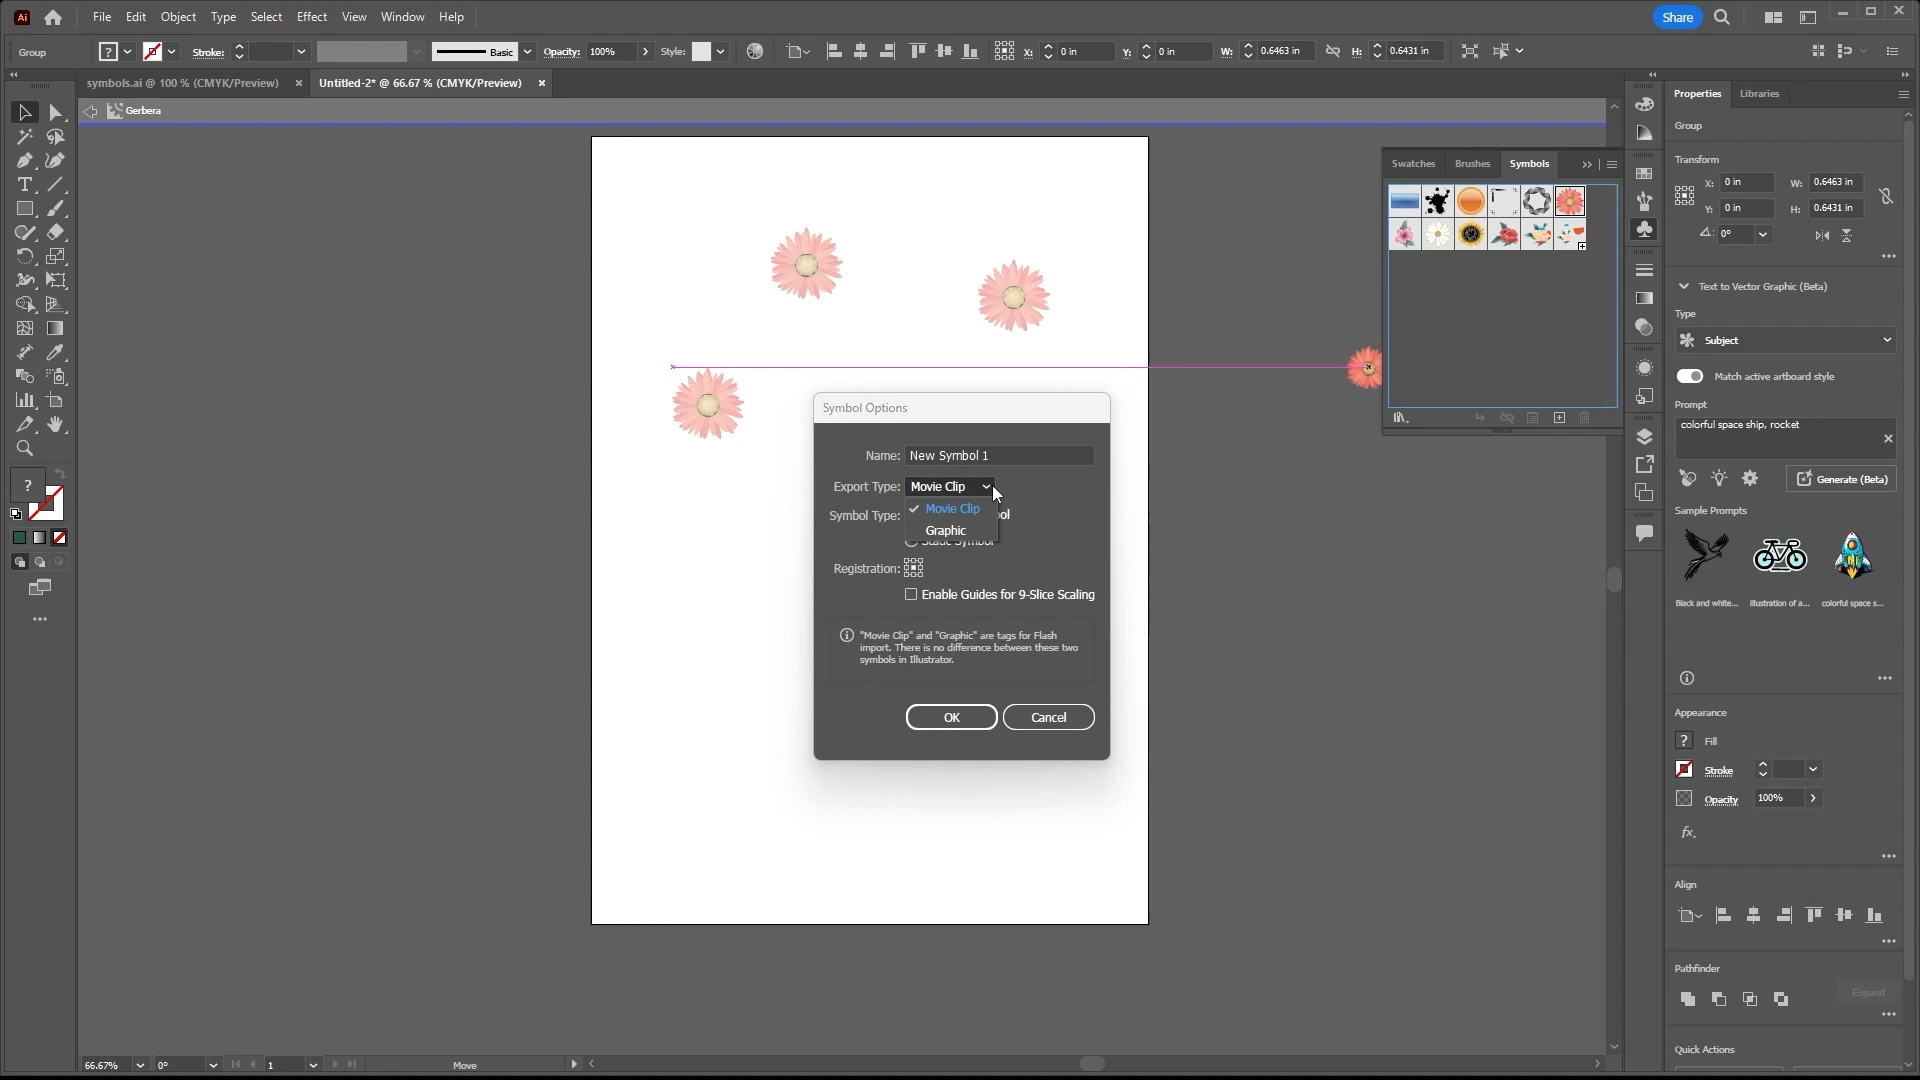 Ai File Edit Object Type Select Effect View Window Help Share
Group ? Stroke: Basic Opacity: 100% Style: X: 0 in Y: 0 in W: 0.6463 in H: 0.6431 in
symbols.ai @ 100 % (CMYK/Preview) × Untitled-2* @ 66.67 % (CMYK/Preview) ×
Gerbera
Swatches Brushes Symbols
Symbol Options
Name: New Symbol 1
Export Type: Movie Clip
Movie Clip
Symbol Type:
Graphic
Static Symbol
Registration:
Enable Guides for 9-Slice Scaling
"Movie Clip" and "Graphic" are tags for Flash
import. There is no difference between these two
symbols in Illustrator.
OK Cancel
Properties Libraries
Group
Transform
X: 0 in W: 0.6463 in
Y: 0 in H: 0.6431 in
0°
Text to Vector Graphic (Beta)
Type
Subject
Match active artboard style
Prompt
colorful space ship, rocket
Generate (Beta)
Sample Prompts
Black and white... Illustration of a... colorful space s...
Appearance
? Fill
Stroke
Opacity 100%
fx.
Align
Pathfinder
Expand
Quick Actions
?
66.67% 0° 1 Move